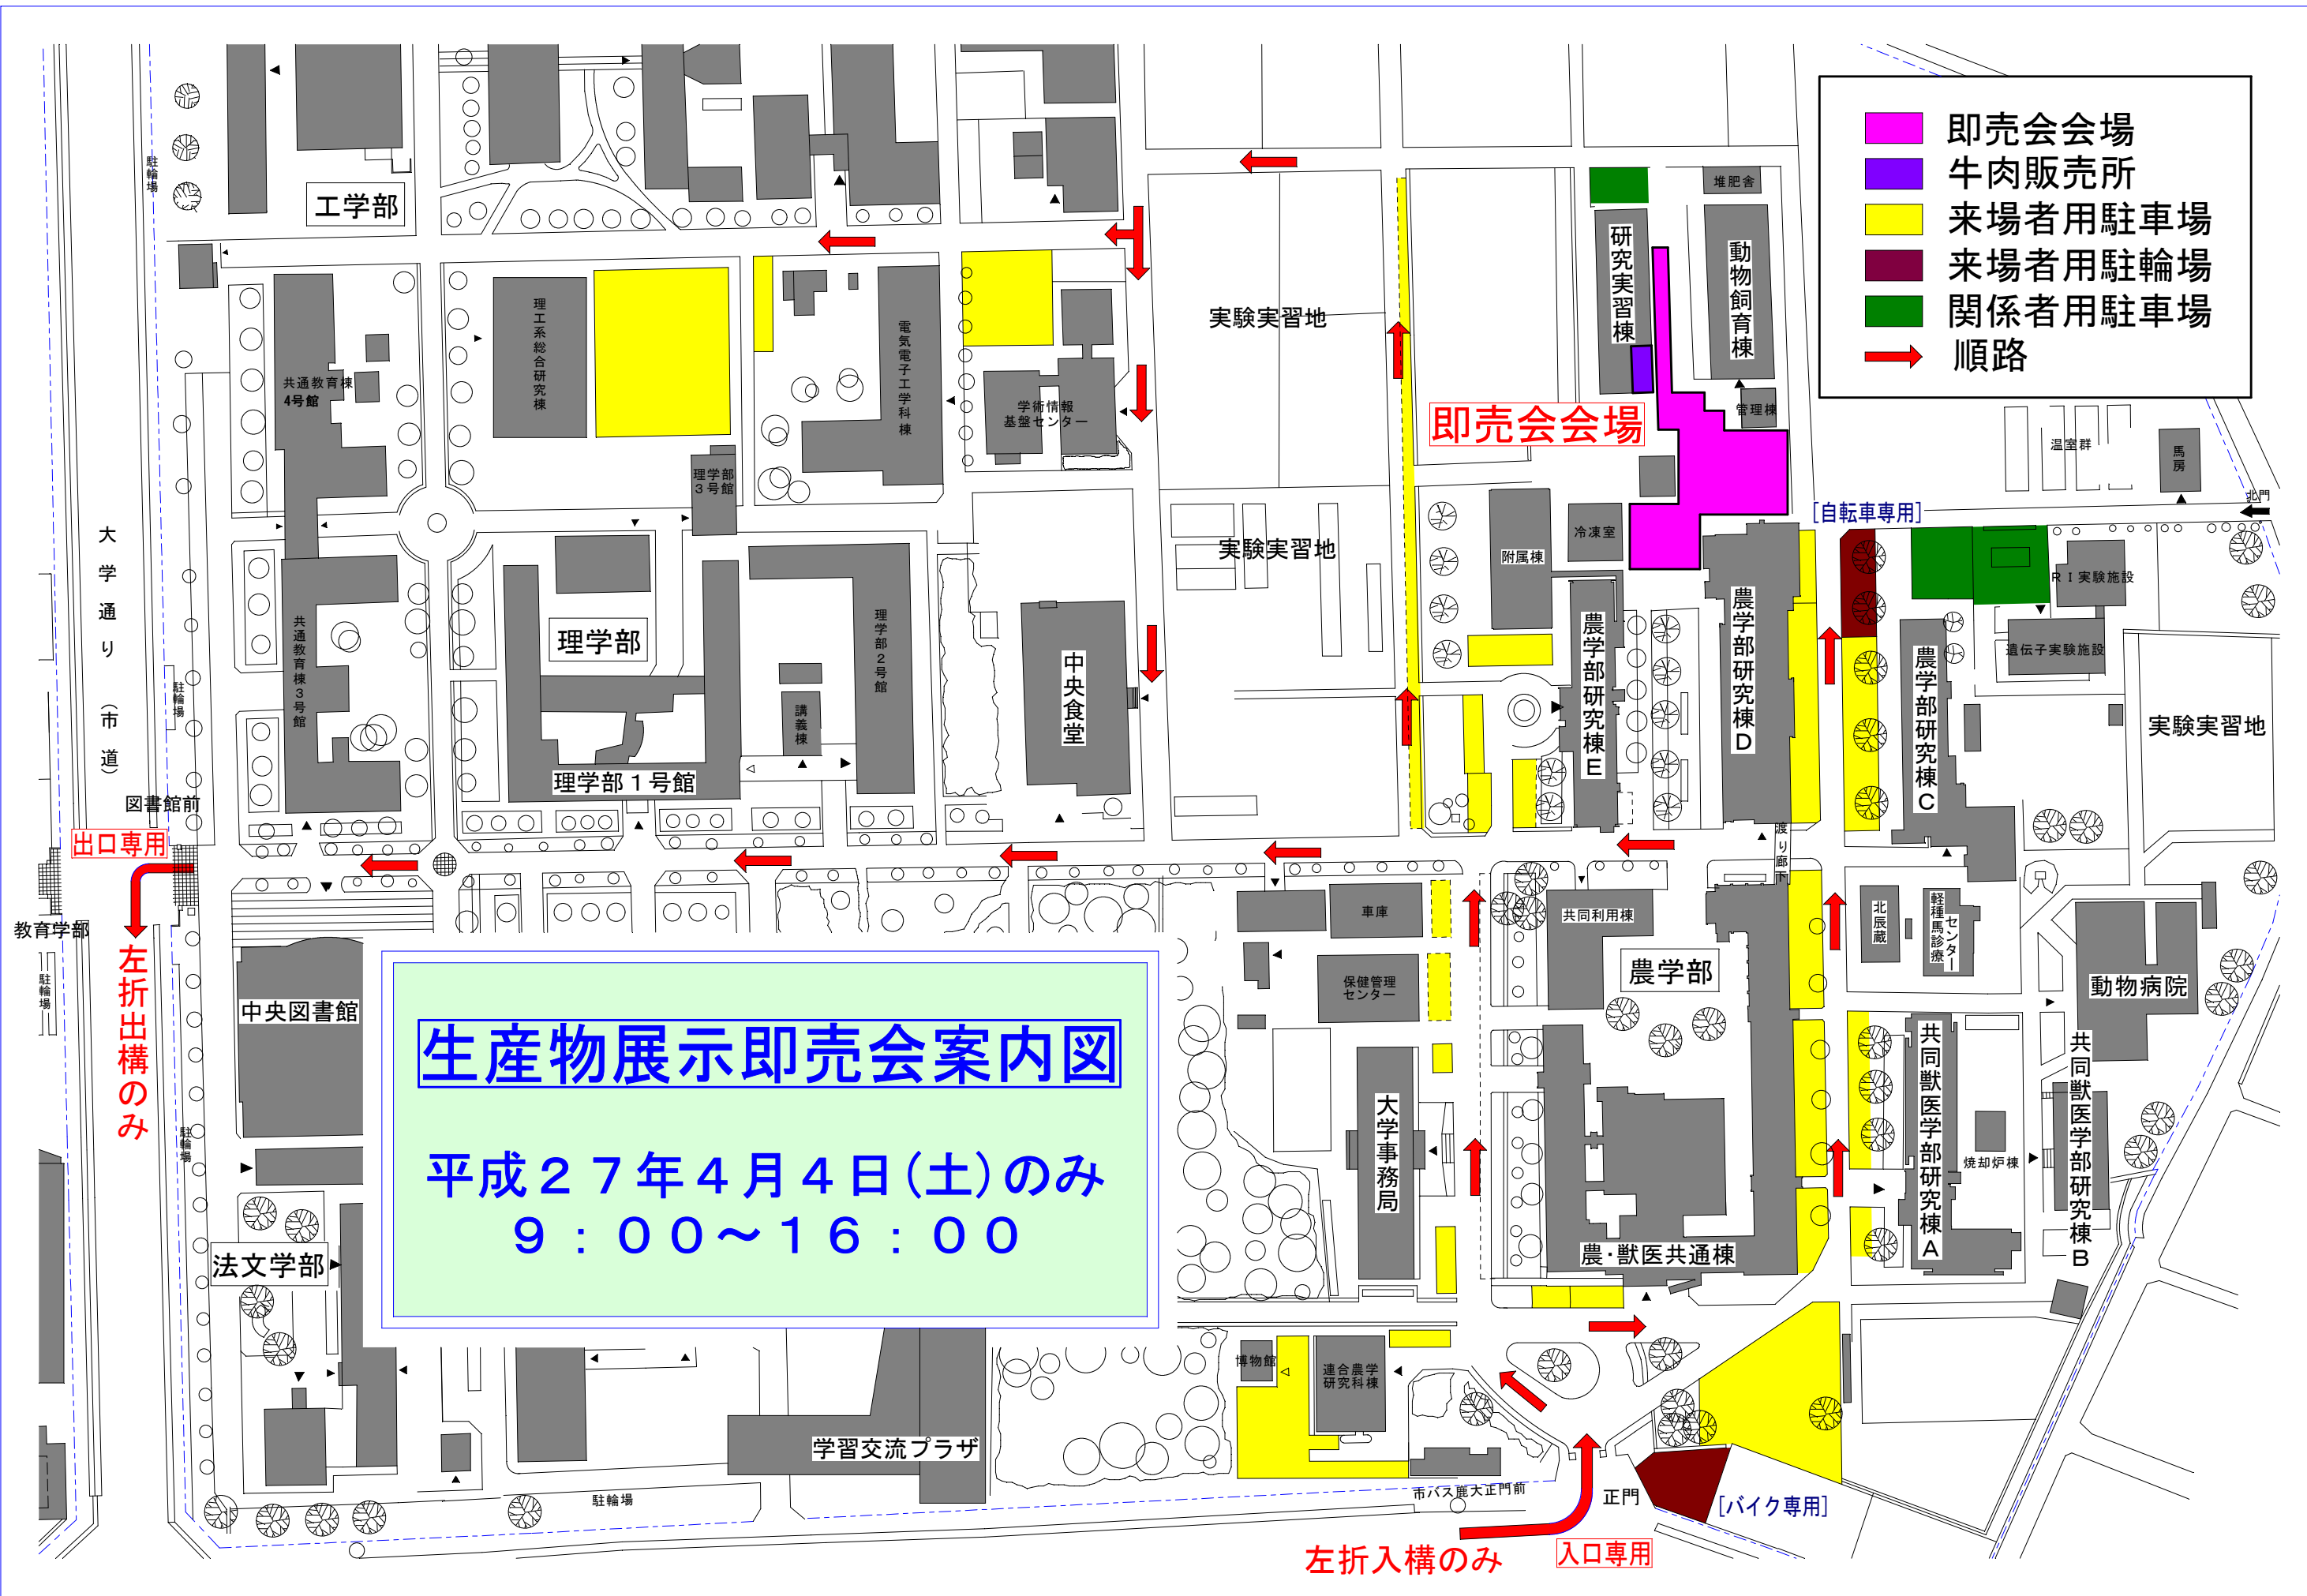 即売会会場
牛肉販売所
来場者用駐車場
来場者用駐輪場
関係者用駐車場
順路
駐輪場
工学部
堆肥舎
研究実習棟
動物飼育棟
実験実習地
理工系総合研究棟
電気電子工学科棟
共通教育棟
4号館
学術情報
基盤センター
即売会会場
管理棟
温室群
馬房
理学部
3号館
北門
[自転車専用]
大学通り（市道）
実験実習地
附属棟
冷凍室
RI実験施設
共通教育棟3号館
理学部
理学部2号館
中央食堂
農学部研究棟E
農学部研究棟D
農学部研究棟C
遺伝子実験施設
実験実習地
駐輪場
講義棟
理学部1号館
図書館前
出口専用
渡り廊下
教育学部
駐輪場
左折出構のみ
車庫
共同利用棟
北辰蔵
軽種馬診療
センター
中央図書館
保健管理
センター
農学部
動物病院
生産物展示即売会案内図
平成27年4月4日(土)のみ
9:00～16:00
大学事務局
共同獣医学部研究棟A
共同獣医学部研究棟B
焼却炉棟
駐輪場
法文学部
農・獣医共通棟
博物館
連合農学
研究科棟
学習交流プラザ
駐輪場
市バス鹿大正門前
正門
[バイク専用]
左折入構のみ
入口専用